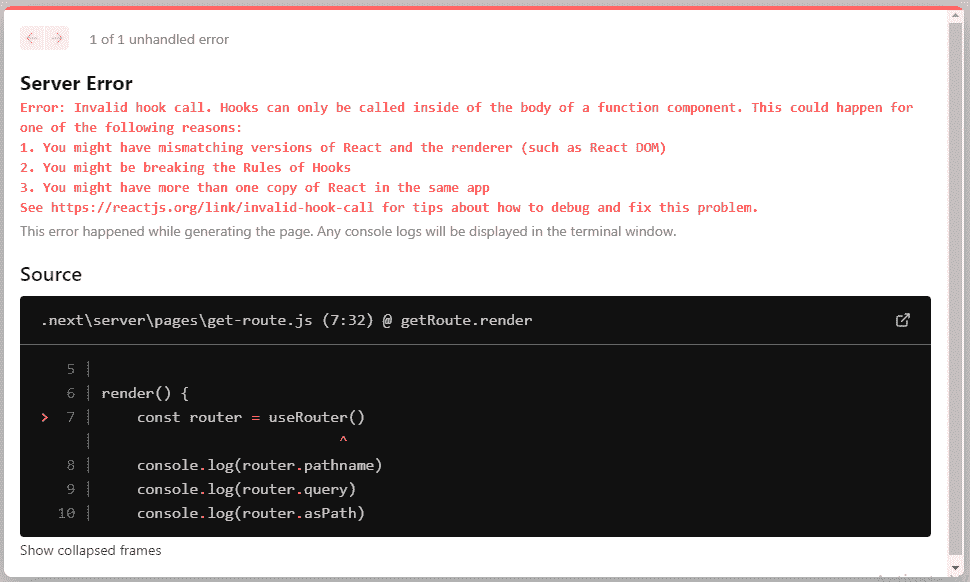 1 of 1 unhandled error
Server Error
Error: Invalid hook call. Hooks can only be called inside of the body of a function component. This could happen for
one of the following reasons:
1. You might have mismatching versions of React and the renderer (such as React DOM)
2. You might be breaking the Rules of Hooks
3. You might have more than one copy of React in the same app
See https://reactjs.org/link/invalid-hook-call for tips about how to debug and fix this problem.
This error happened while generating the page. Any console logs will be displayed in the terminal window.
Source
.next\server\pages\get-route.js (7:32) @ getRoute.render
5 |
6 | render() {
> 7 | const router = useRouter()
| ^
8 | console.log(router.pathname)
9 | console.log(router.query)
10 | console.log(router.asPath)
Show collapsed frames